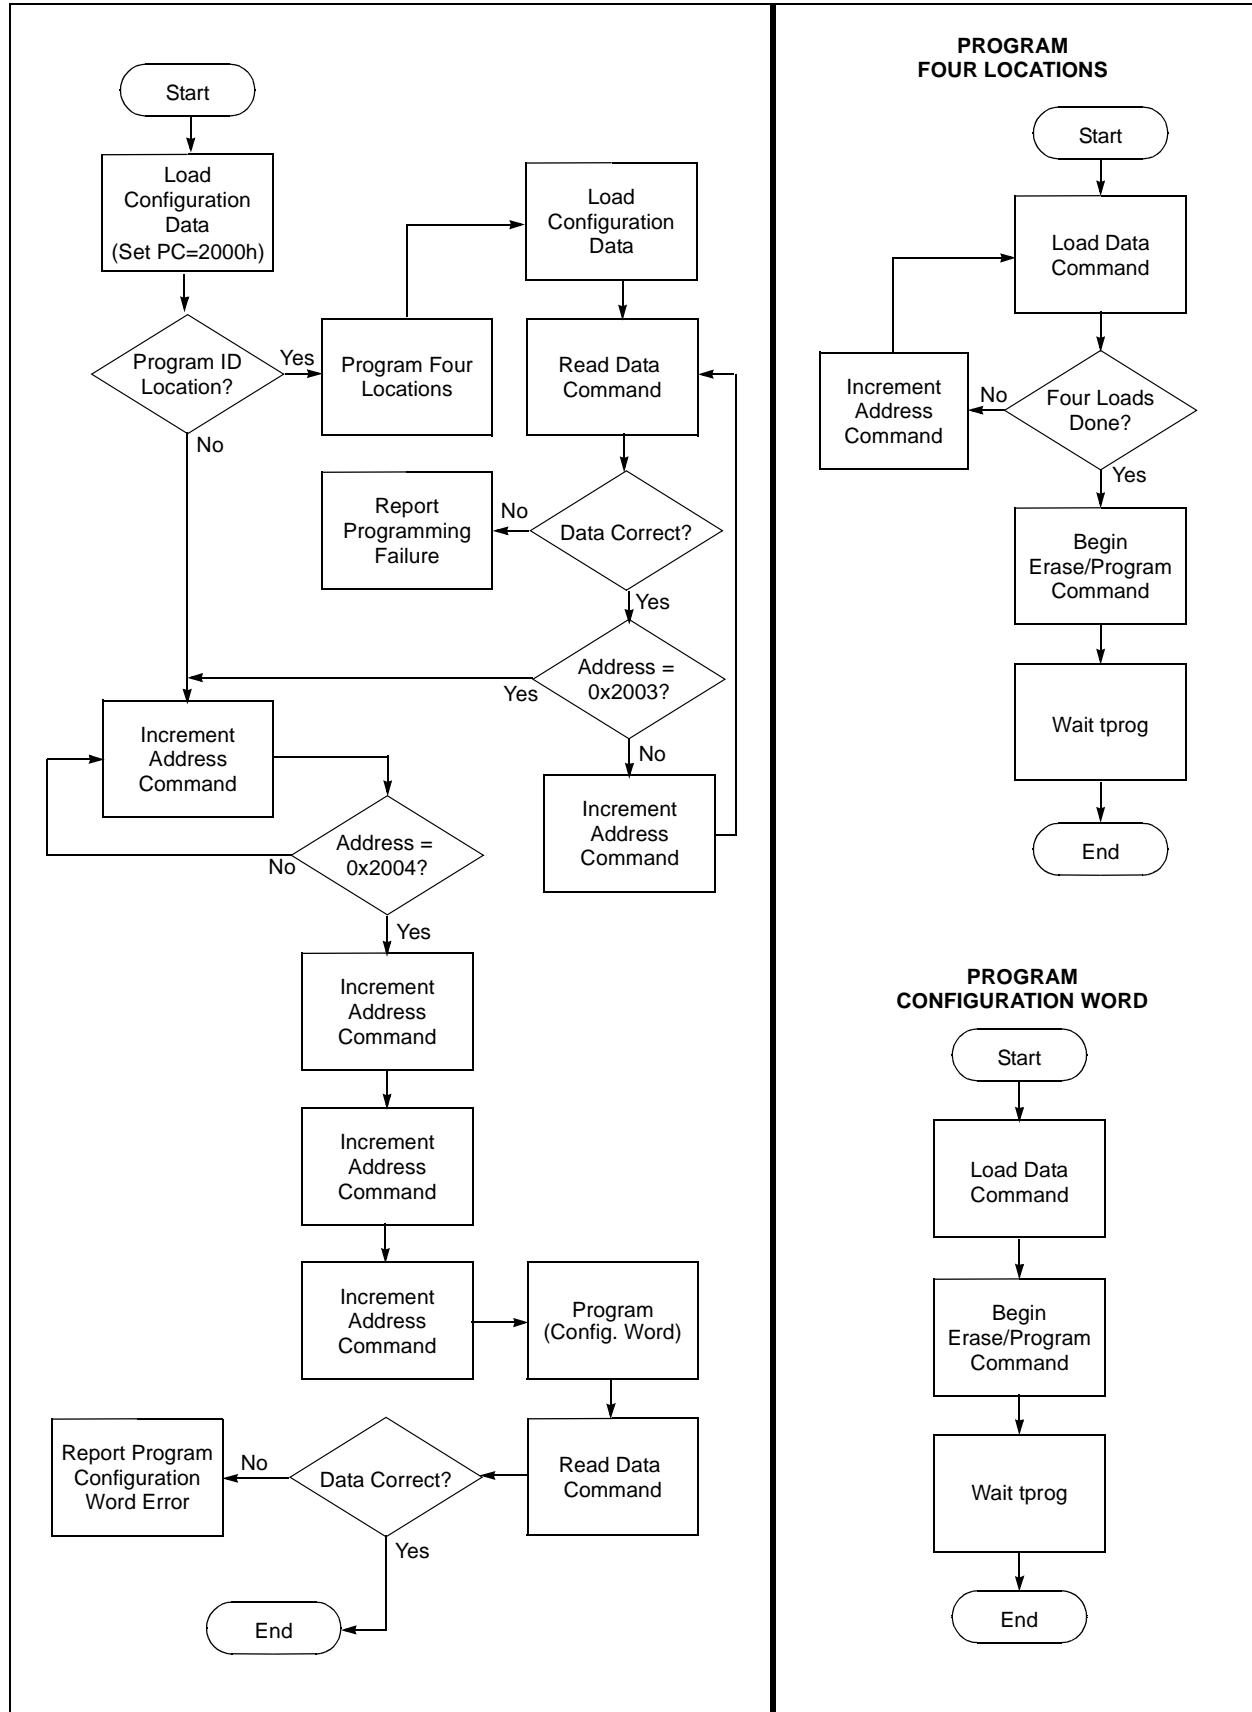 Start
Load
Configuration
Data
(Set PC=2000h)
Program ID
Location?
Yes
No
Program Four
Locations
Load
Configuration
Data
Read Data
Command
Data Correct?
No
Report
Programming
Failure
Yes
Address =
0x2003?
Yes
No
Increment
Address
Command
Increment
Address
Command
Address =
0x2004?
No
Yes
Increment
Address
Command
Increment
Address
Command
Increment
Address
Command
Program
(Config. Word)
Read Data
Command
Data Correct?
No
Report Program
Configuration
Word Error
Yes
End
PROGRAM
FOUR LOCATIONS
Start
Load Data
Command
Four Loads
Done?
No
Increment
Address
Command
Yes
Begin
Erase/Program
Command
Wait tprog
End
PROGRAM
CONFIGURATION WORD
Start
Load Data
Command
Begin
Erase/Program
Command
Wait tprog
End